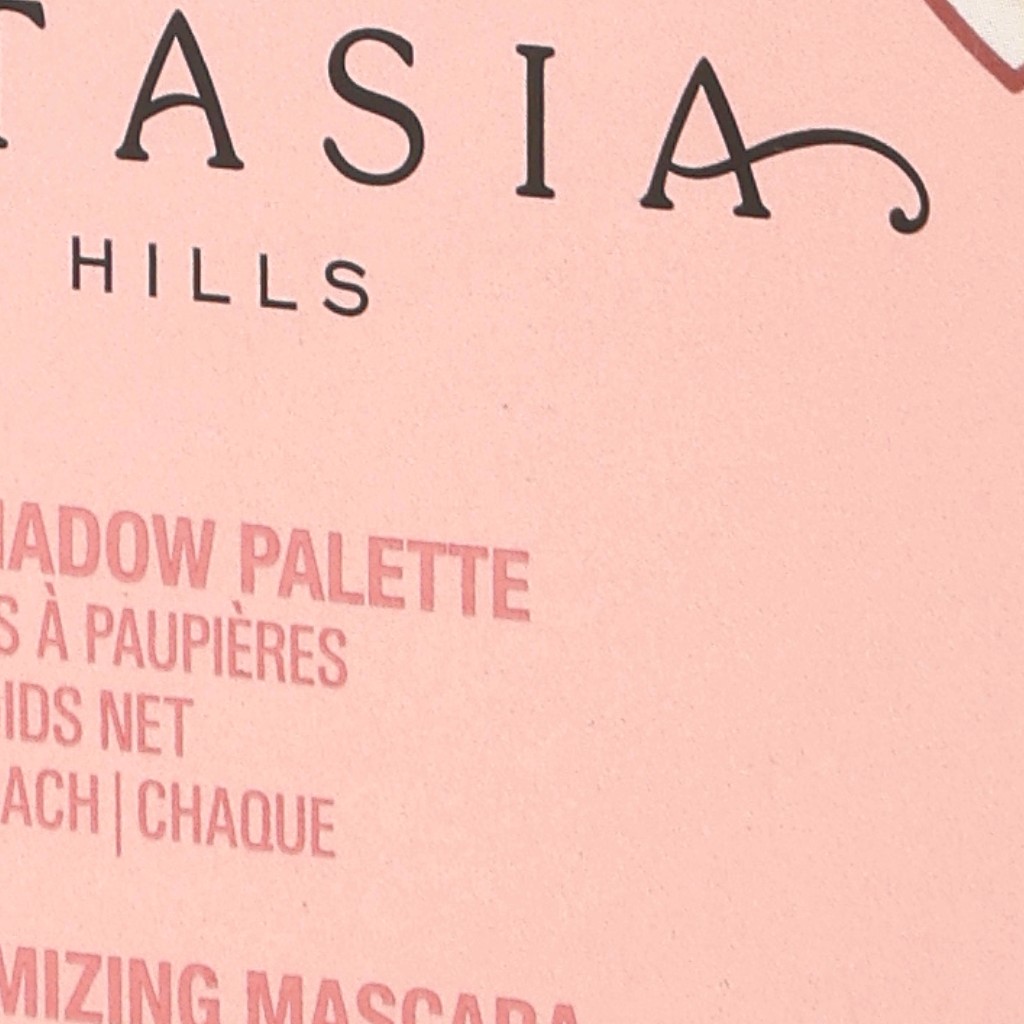 TASIA
HILLS
HADOW PALETTE
S À PAUPIÈRES
IDS NET
ACH | CHAQUE
MIZING MASCARA